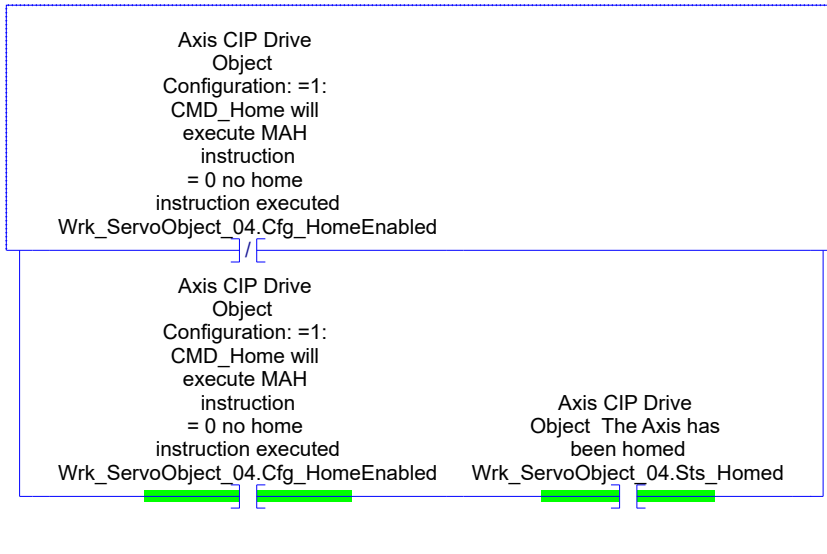 Axis CIP Drive
Object
Configuration: =1:
CMD_Home will
execute MAH
instruction
= 0 no home
instruction executed
Wrk_ServoObject_04.Cfg_HomeEnabled
/
Axis CIP Drive
Object
Configuration: =1:
CMD_Home will
execute MAH
instruction
= 0 no home
instruction executed
Wrk_ServoObject_04.Cfg_HomeEnabled
Axis CIP Drive
Object  The Axis has
been homed
Wrk_ServoObject_04.Sts_Homed